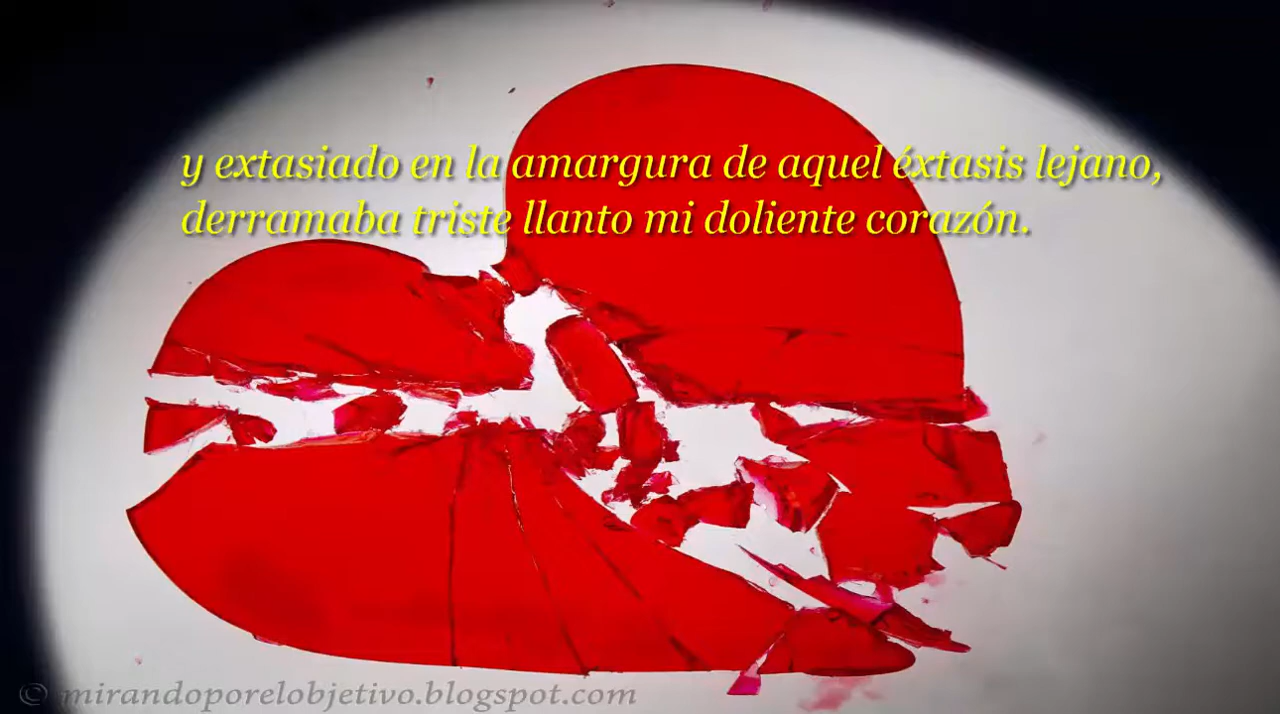 y extasiado en la amargura de aquel éxtasis lejano,
derramaba triste llanto mi doliente corazón.
© mirandoporelobjetivo.blogspot.com